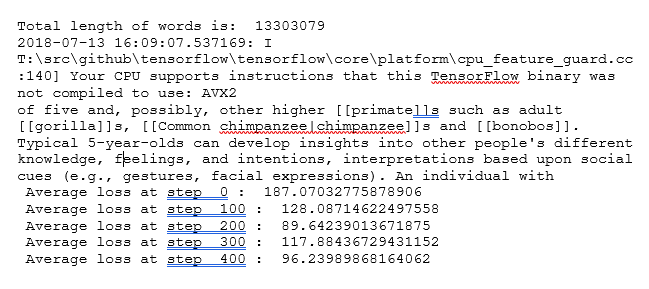 Total length of words is:  13303079
2018-07-13 16:09:07.537169: I
T:\src\github\tensorflow\tensorflow\core\platform\cpu_feature_guard.cc
:140] Your CPU supports instructions that this TensorFlow binary was
not compiled to use: AVX2
of five and, possibly, other higher [[primate]]s such as adult
[[gorilla]]s, [[Common chimpanzee|chimpanzee]]s and [[bonobos]].
Typical 5-year-olds can develop insights into other people's different
knowledge, feelings, and intentions, interpretations based upon social
cues (e.g., gestures, facial expressions). An individual with
Average loss at step  0 :  187.07032775878906
Average loss at step  100 :  128.08714622497558
Average loss at step  200 :  89.64239013671875
Average loss at step  300 :  117.88436729431152
Average loss at step  400 :  96.23989868164062